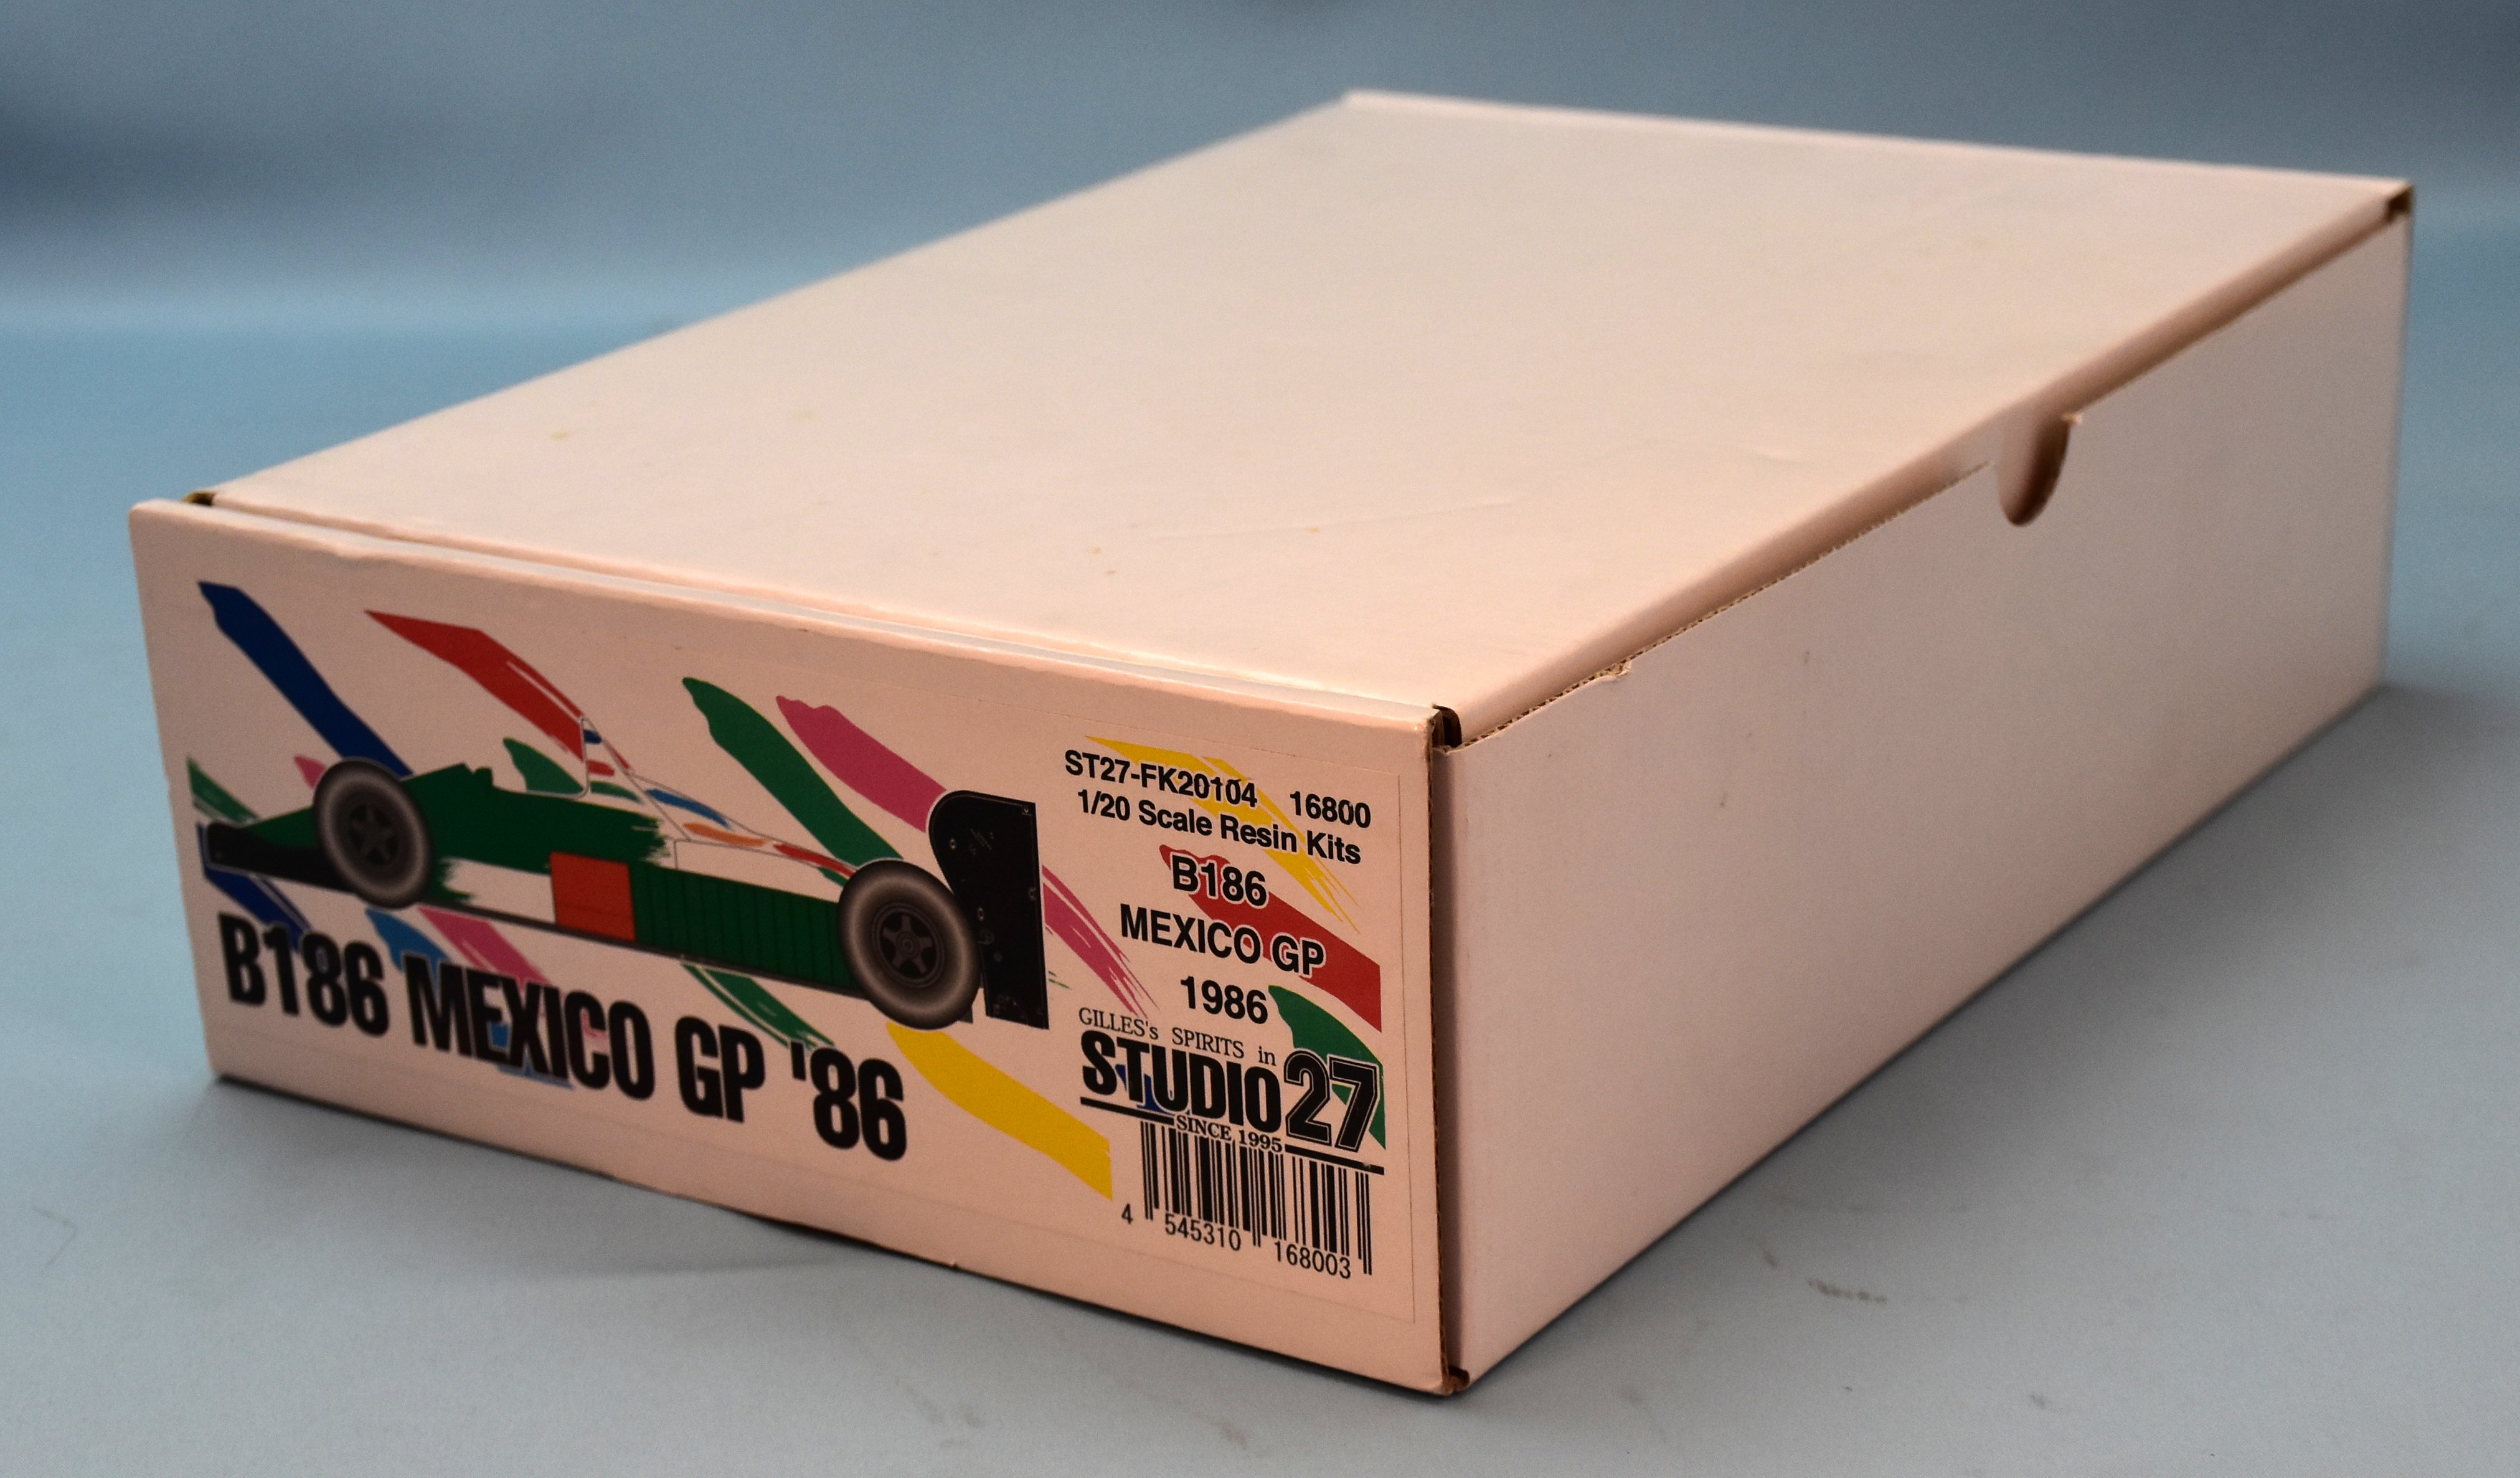 B186 MEXICO GP '86
ST27-FK20104 16800
1/20 Scale Resin Kits
B186
MEXICO GP
1986
GILLES's SPIRITS in
STUDIO27
SINCE 1995
4 545310 168003